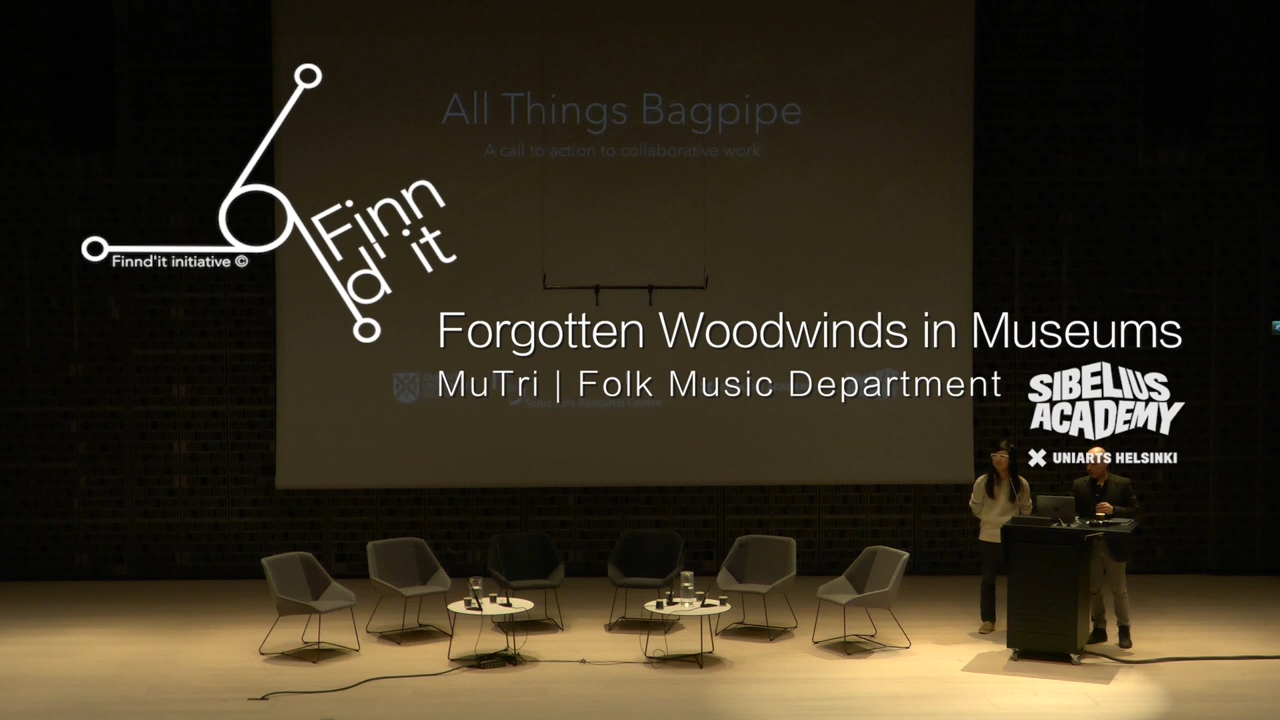 All Things Bagpipe
A call to action to collaborative work
Finn
d'it
Finnd'it initiative ©
Forgotten Woodwinds in Museums
MuTri | Folk Music Department
SIBELIUS
ACADEMY
UNIARTS HELSINKI